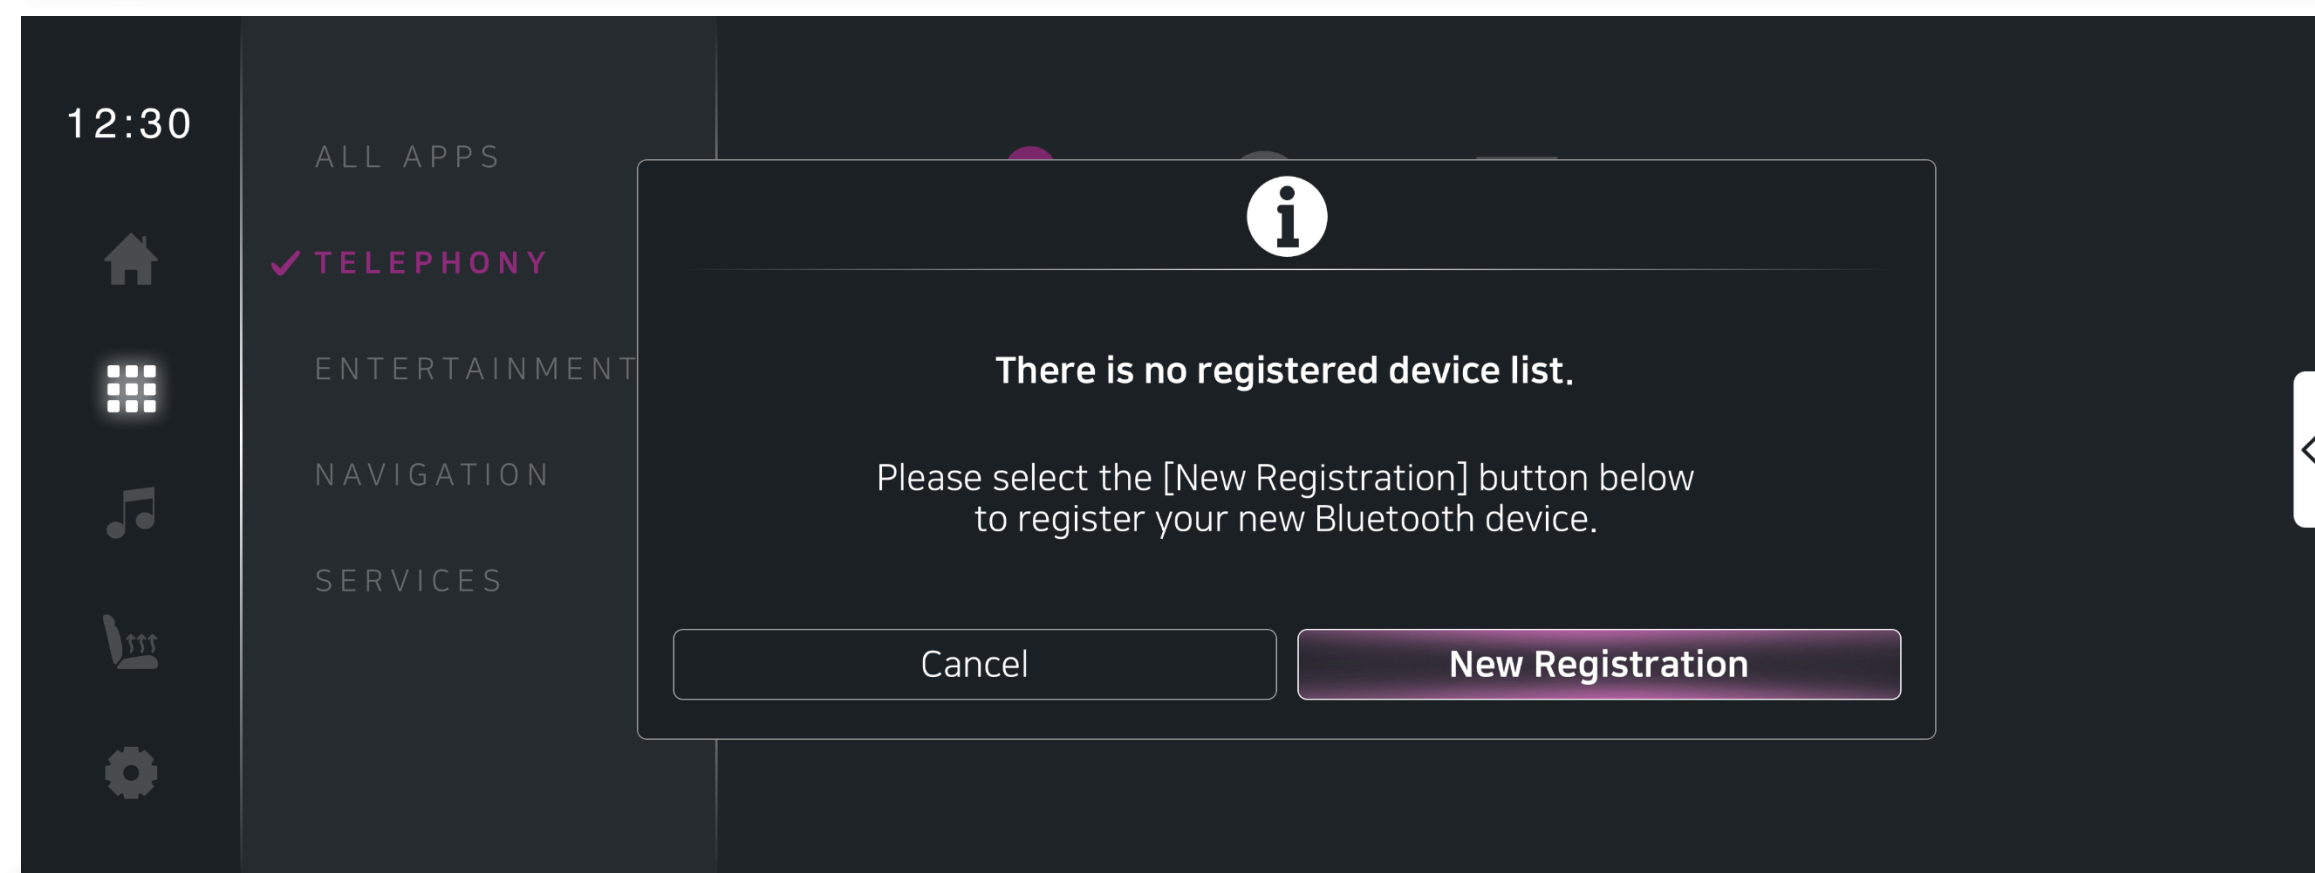 12:30
ALL APPS
TELEPHONY
ENTERTAINMENT
NAVIGATION
SERVICES
There is no registered device list.
Please select the [New Registration] button below
to register your new Bluetooth device.
Cancel
New Registration